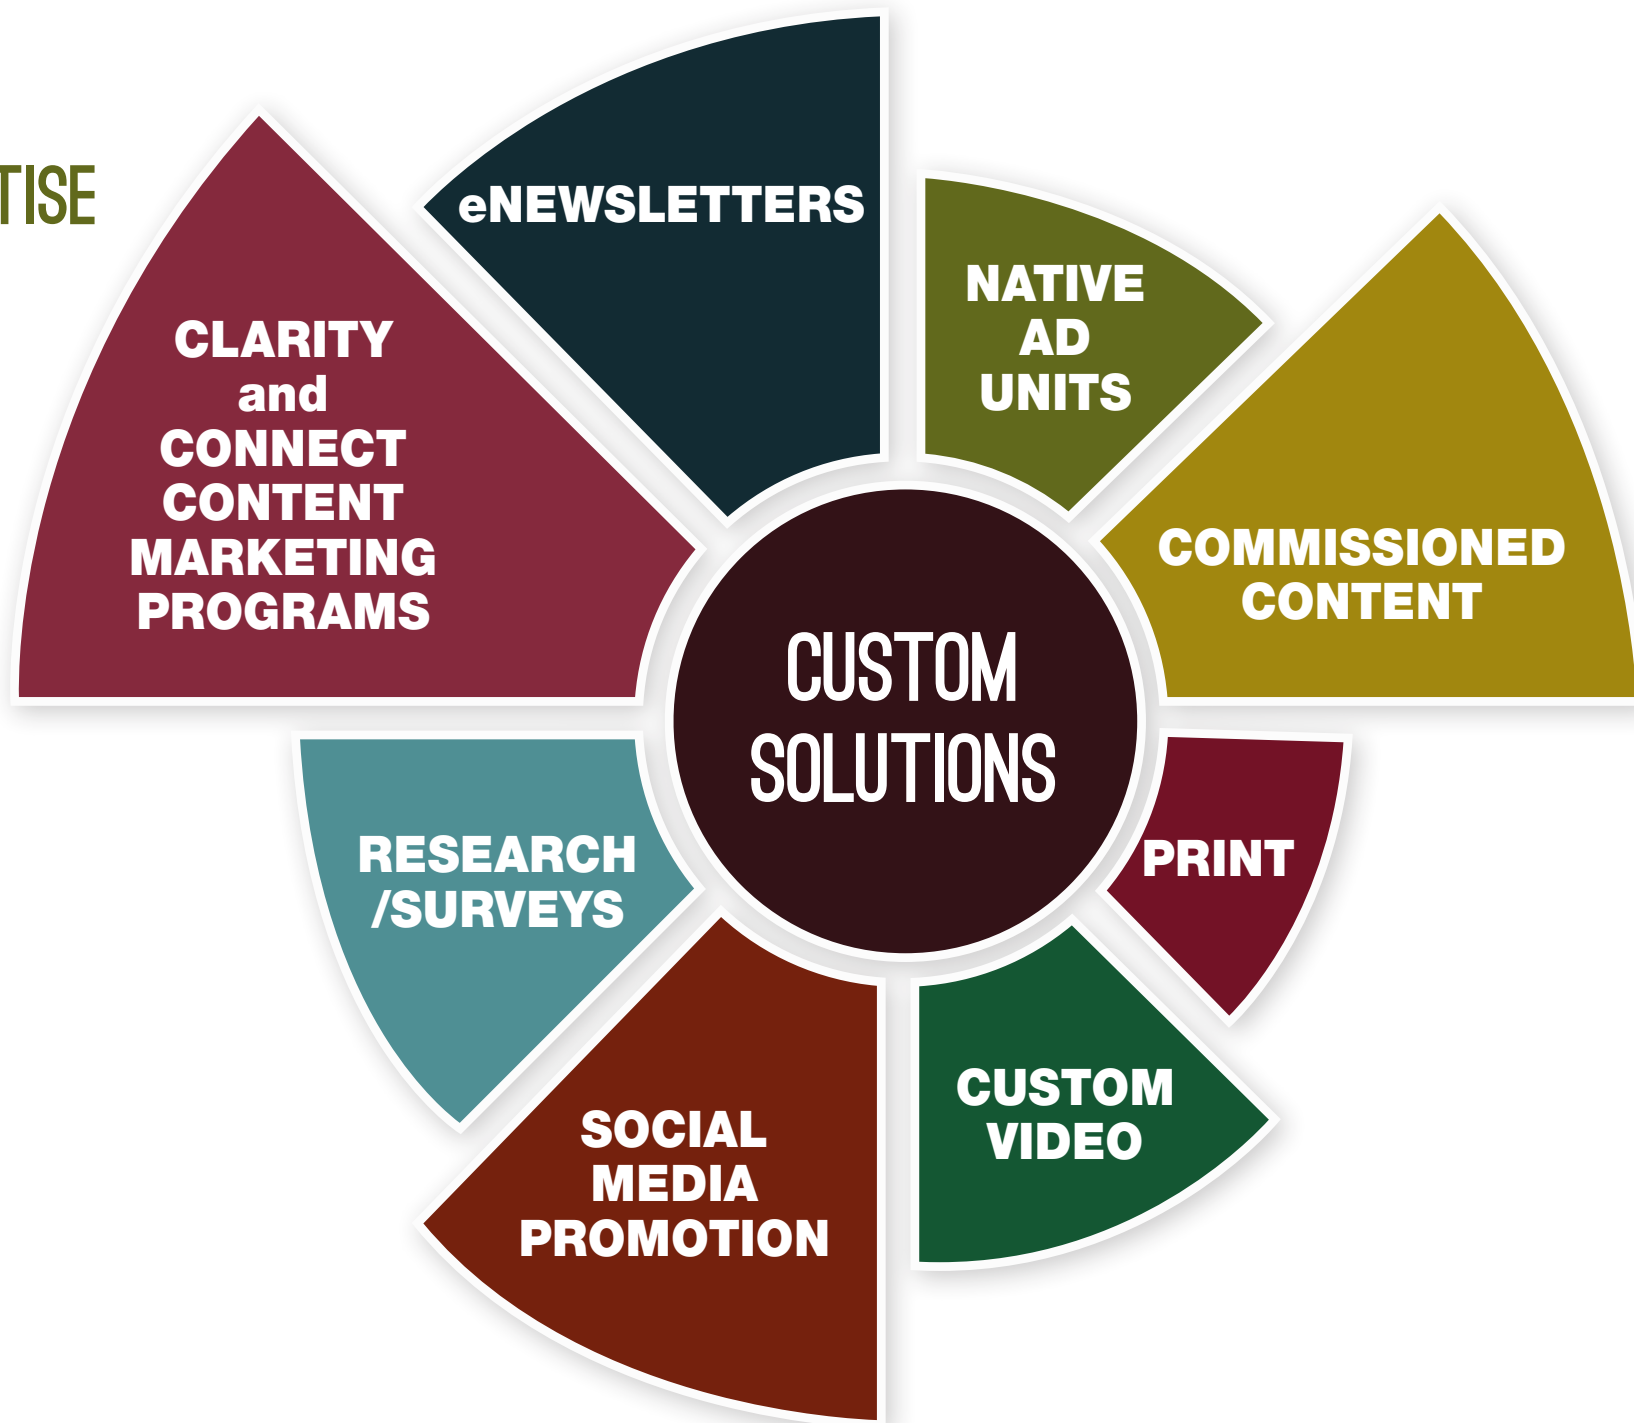 TISE
eNEWSLETTERS
NATIVE
AD
UNITS
CLARITY
and
CONNECT
CONTENT
MARKETING
PROGRAMS
COMMISSIONED
CONTENT
CUSTOM
SOLUTIONS
PRINT
RESEARCH
/SURVEYS
CUSTOM
VIDEO
SOCIAL
MEDIA
PROMOTION